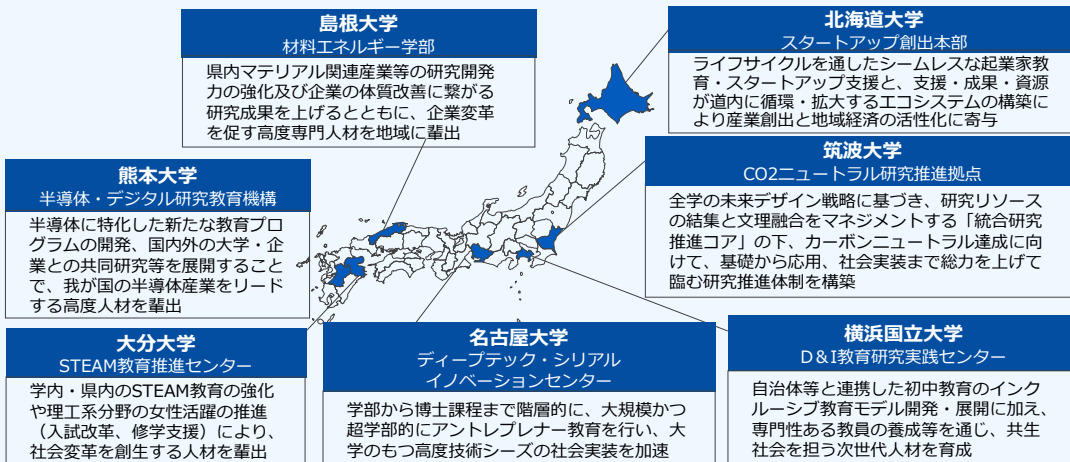 島根大学
材料エネルギー学部
県内マテリアル関連産業等の研究開発
力の強化及び企業の体質改善に繋がる
研究成果を上げるとともに、企業変革
を促す高度専門人材を地域に輩出
北海道大学
スタートアップ創出本部
ライフサイクルを通したシームレスな起業家教
育・スタートアップ支援と、支援・成果・資源
が道内に循環・拡大するエコシステムの構築に
より産業創出と地域経済の活性化に寄与
熊本大学
半導体・デジタル研究教育機構
半導体に特化した新たな教育プロ
グラムの開発、国内外の大学・企
業との共同研究等を展開すること
で、我が国の半導体産業をリード
する高度人材を輩出
筑波大学
CO2ニュートラル研究推進拠点
全学の未来デザイン戦略に基づき、研究リソース
の結集と文理融合をマネジメントする「統合研究
推進コア」の下、カーボンニュートラル達成に向
けて、基礎から応用、社会実装まで総力を上げて
臨む研究推進体制を構築
大分大学
STEAM教育推進センター
学内・県内のSTEAM教育の強化
や理工系分野の女性活躍の推進
（入試改革、修学支援）により、
社会変革を創生する人材を輩出
名古屋大学
ディープテック・シリアル
イノベーションセンター
学部から博士課程まで階層的に、大規模かつ
超学部的にアントレプレナー教育を行い、大
学のもつ高度技術シーズの社会実装を加速
横浜国立大学
D＆I教育研究実践センター
自治体等と連携した初中教育のインク
ルーシブ教育モデル開発・展開に加え、
専門性ある教員の養成等を通じ、共生
社会を担う次世代人材を育成